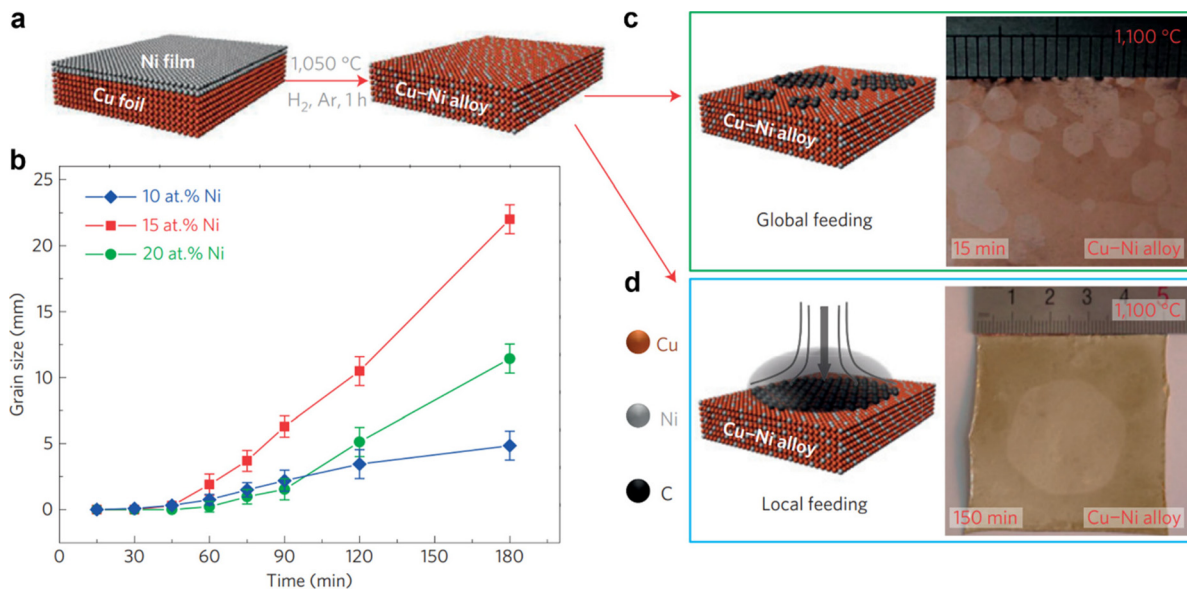 a
Ni film
Cu foil
1,050 °C
H2, Ar, 1 h
Cu–Ni alloy
b
25
20
15
10
5
0
Grain size (mm)
10 at.% Ni
15 at.% Ni
20 at.% Ni
0
30
60
90
120
150
180
Time (min)
c
Cu–Ni alloy
Global feeding
1,100 °C
15 min
Cu–Ni alloy
d
Cu
Ni
C
Cu–Ni alloy
Local feeding
1 2 3 4 5
1,100 °C
150 min
Cu–Ni alloy